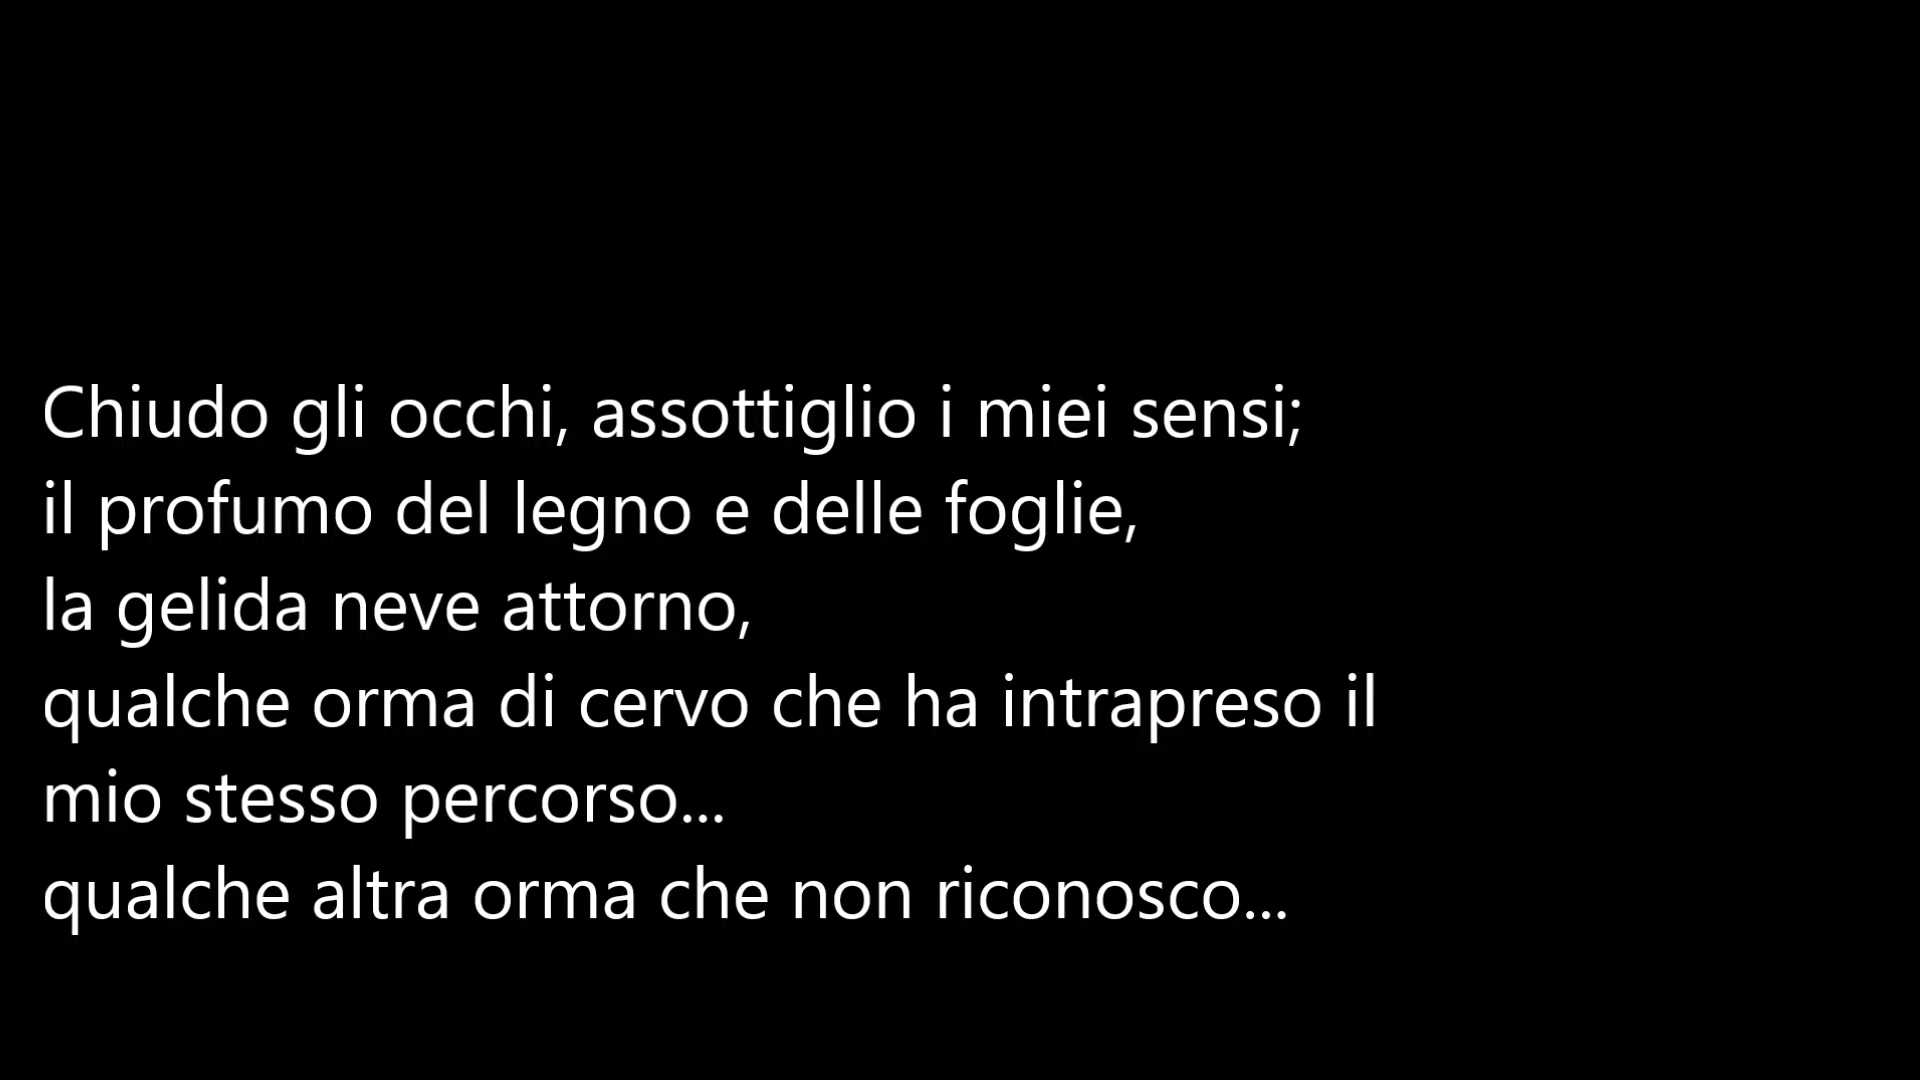 Chiudo gli occhi, assottiglio i miei sensi;
il profumo del legno e delle foglie,
la gelida neve attorno,
qualche orma di cervo che ha intrapreso il
mio stesso percorso...
qualche altra orma che non riconosco...